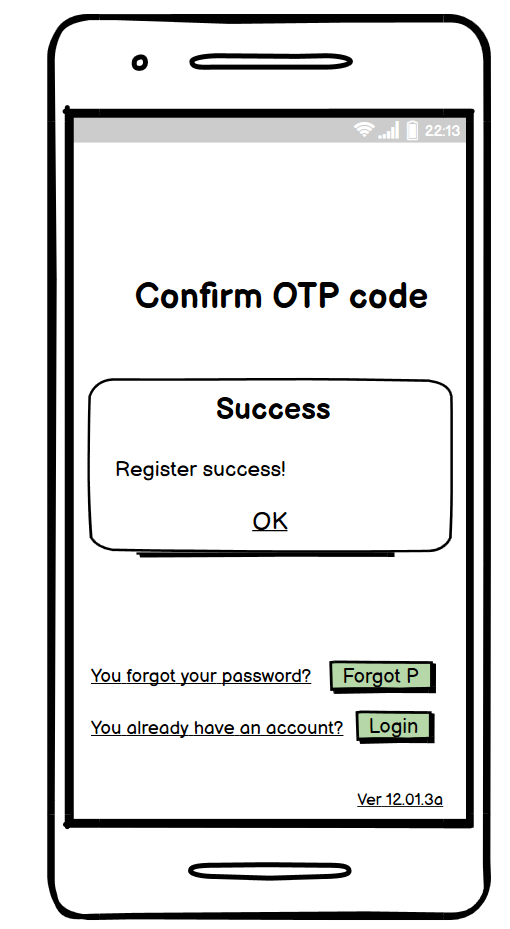 22:13
Confirm OTP code
Success
Register success!
OK
You forgot your password? Forgot P
You already have an account? Login
Ver 12.01.3a